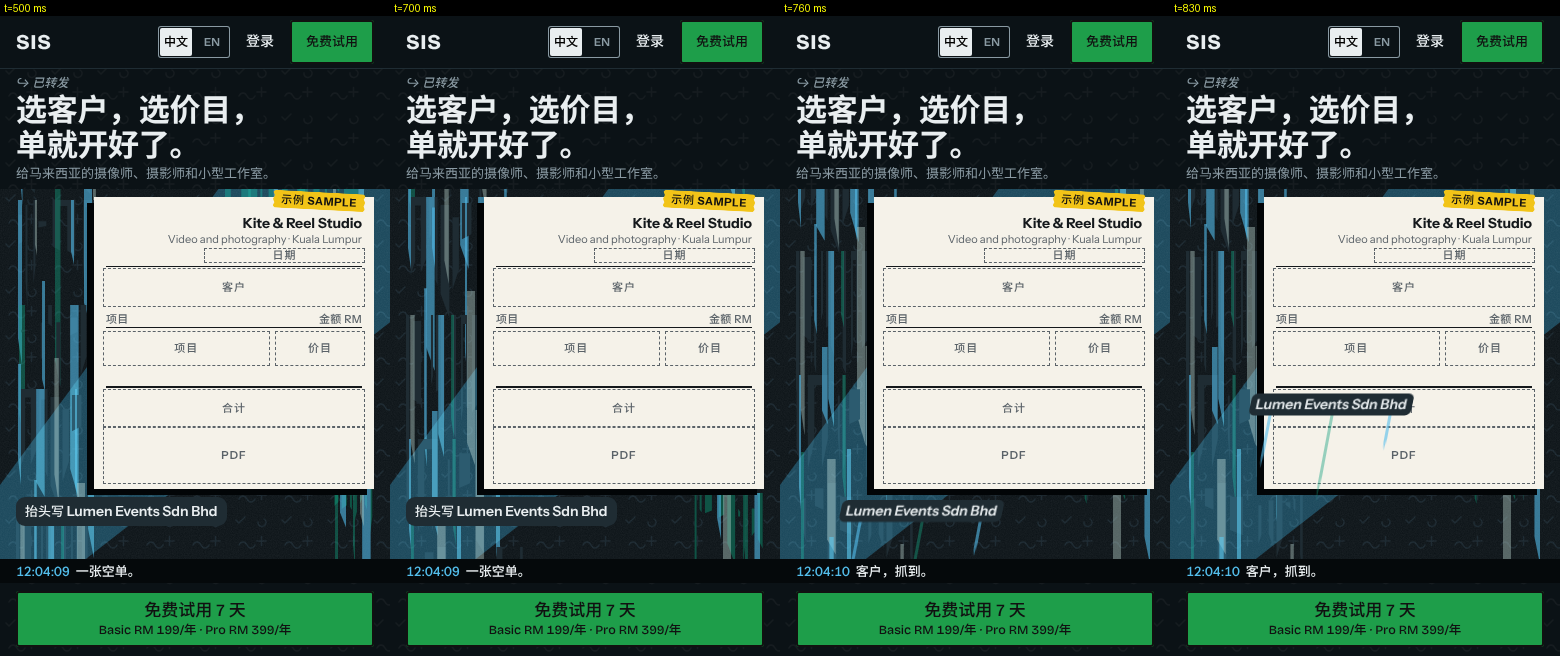 t=500 ms
SIS
中文 EN 登录 免费试用
↪ 已转发
选客户，选价目，
单就开好了。
给马来西亚的摄像师、摄影师和小型工作室。
示例 SAMPLE
Kite & Reel Studio
Video and photography · Kuala Lumpur
日期
客户
项目 金额 RM
项目 价目
合计
PDF
抬头写 Lumen Events Sdn Bhd
12:04:09 一张空单。
免费试用 7 天
Basic RM 199/年 · Pro RM 399/年
t=700 ms
SIS
中文 EN 登录 免费试用
↪ 已转发
选客户，选价目，
单就开好了。
给马来西亚的摄像师、摄影师和小型工作室。
示例 SAMPLE
Kite & Reel Studio
Video and photography · Kuala Lumpur
日期
客户
项目 金额 RM
项目 价目
合计
PDF
抬头写 Lumen Events Sdn Bhd
12:04:09 一张空单。
免费试用 7 天
Basic RM 199/年 · Pro RM 399/年
t=760 ms
SIS
中文 EN 登录 免费试用
↪ 已转发
选客户，选价目，
单就开好了。
给马来西亚的摄像师、摄影师和小型工作室。
示例 SAMPLE
Kite & Reel Studio
Video and photography · Kuala Lumpur
日期
客户
项目 金额 RM
项目 价目
合计
PDF
Lumen Events Sdn Bhd
12:04:10 客户，抓到。
免费试用 7 天
Basic RM 199/年 · Pro RM 399/年
t=830 ms
SIS
中文 EN 登录 免费试用
↪ 已转发
选客户，选价目，
单就开好了。
给马来西亚的摄像师、摄影师和小型工作室。
示例 SAMPLE
Kite & Reel Studio
Video and photography · Kuala Lumpur
日期
客户
项目 金额 RM
项目 价目
Lumen Events Sdn Bhd
PDF
12:04:10 客户，抓到。
免费试用 7 天
Basic RM 199/年 · Pro RM 399/年